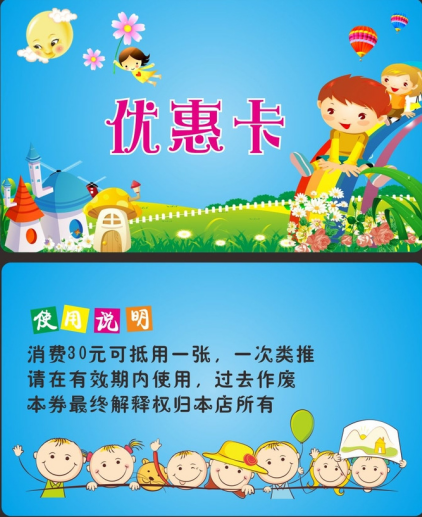 优惠卡
使用说明
消费30元可抵用一张，一次类推
请在有效期内使用，过去作废
本券最终解释权归本店所有